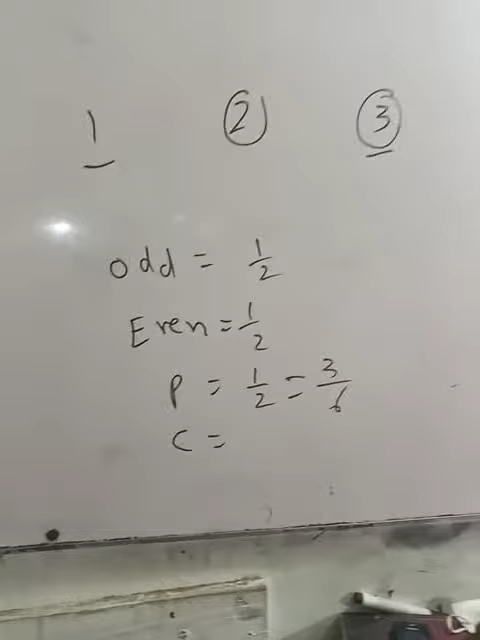 1 2 3
odd = 1/2
Even = 1/2
P = 1/2 = 3/6
C =